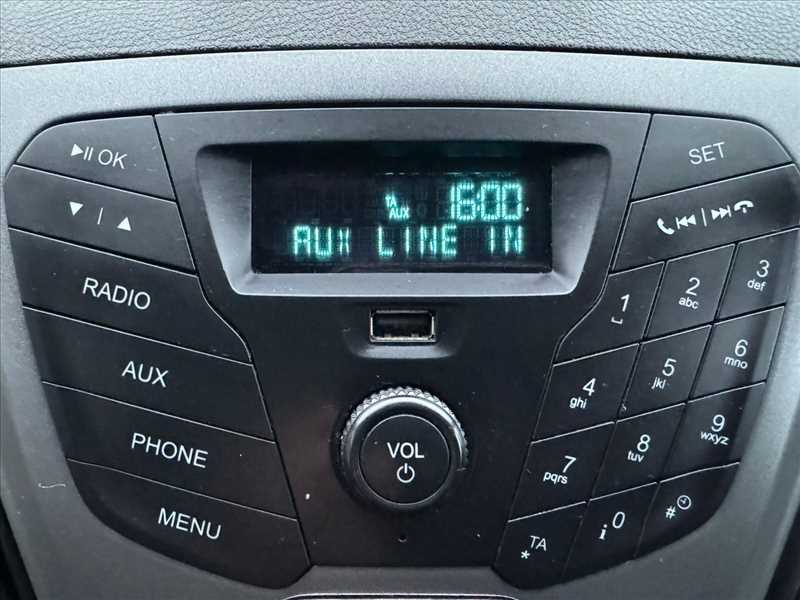 OK
SET
TA
AUX
16:00
AUX LINE IN
RADIO
AUX
PHONE
MENU
VOL
1
2
abc
3
def
4
ghi
5
jkl
6
mno
7
pqrs
8
tuv
9
wxyz
* TA
i 0
#